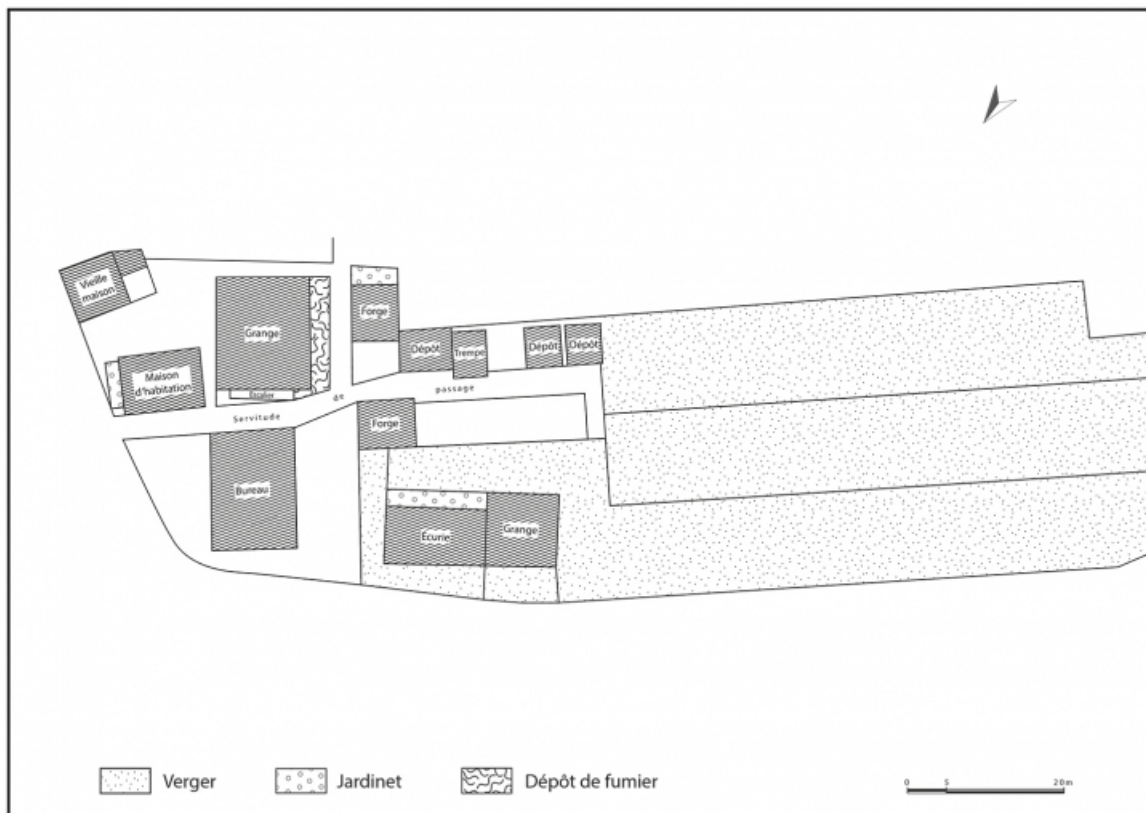 Vieille
maison
Grange
Forge
Dépôt
Trempe
Dépôt
Dépôt
Maison
d'habitation
Escalier
Servitude de passage
Forge
Bureau
Ecurie
Grange
Verger
Jardinet
Dépôt de fumier
0 5 20m